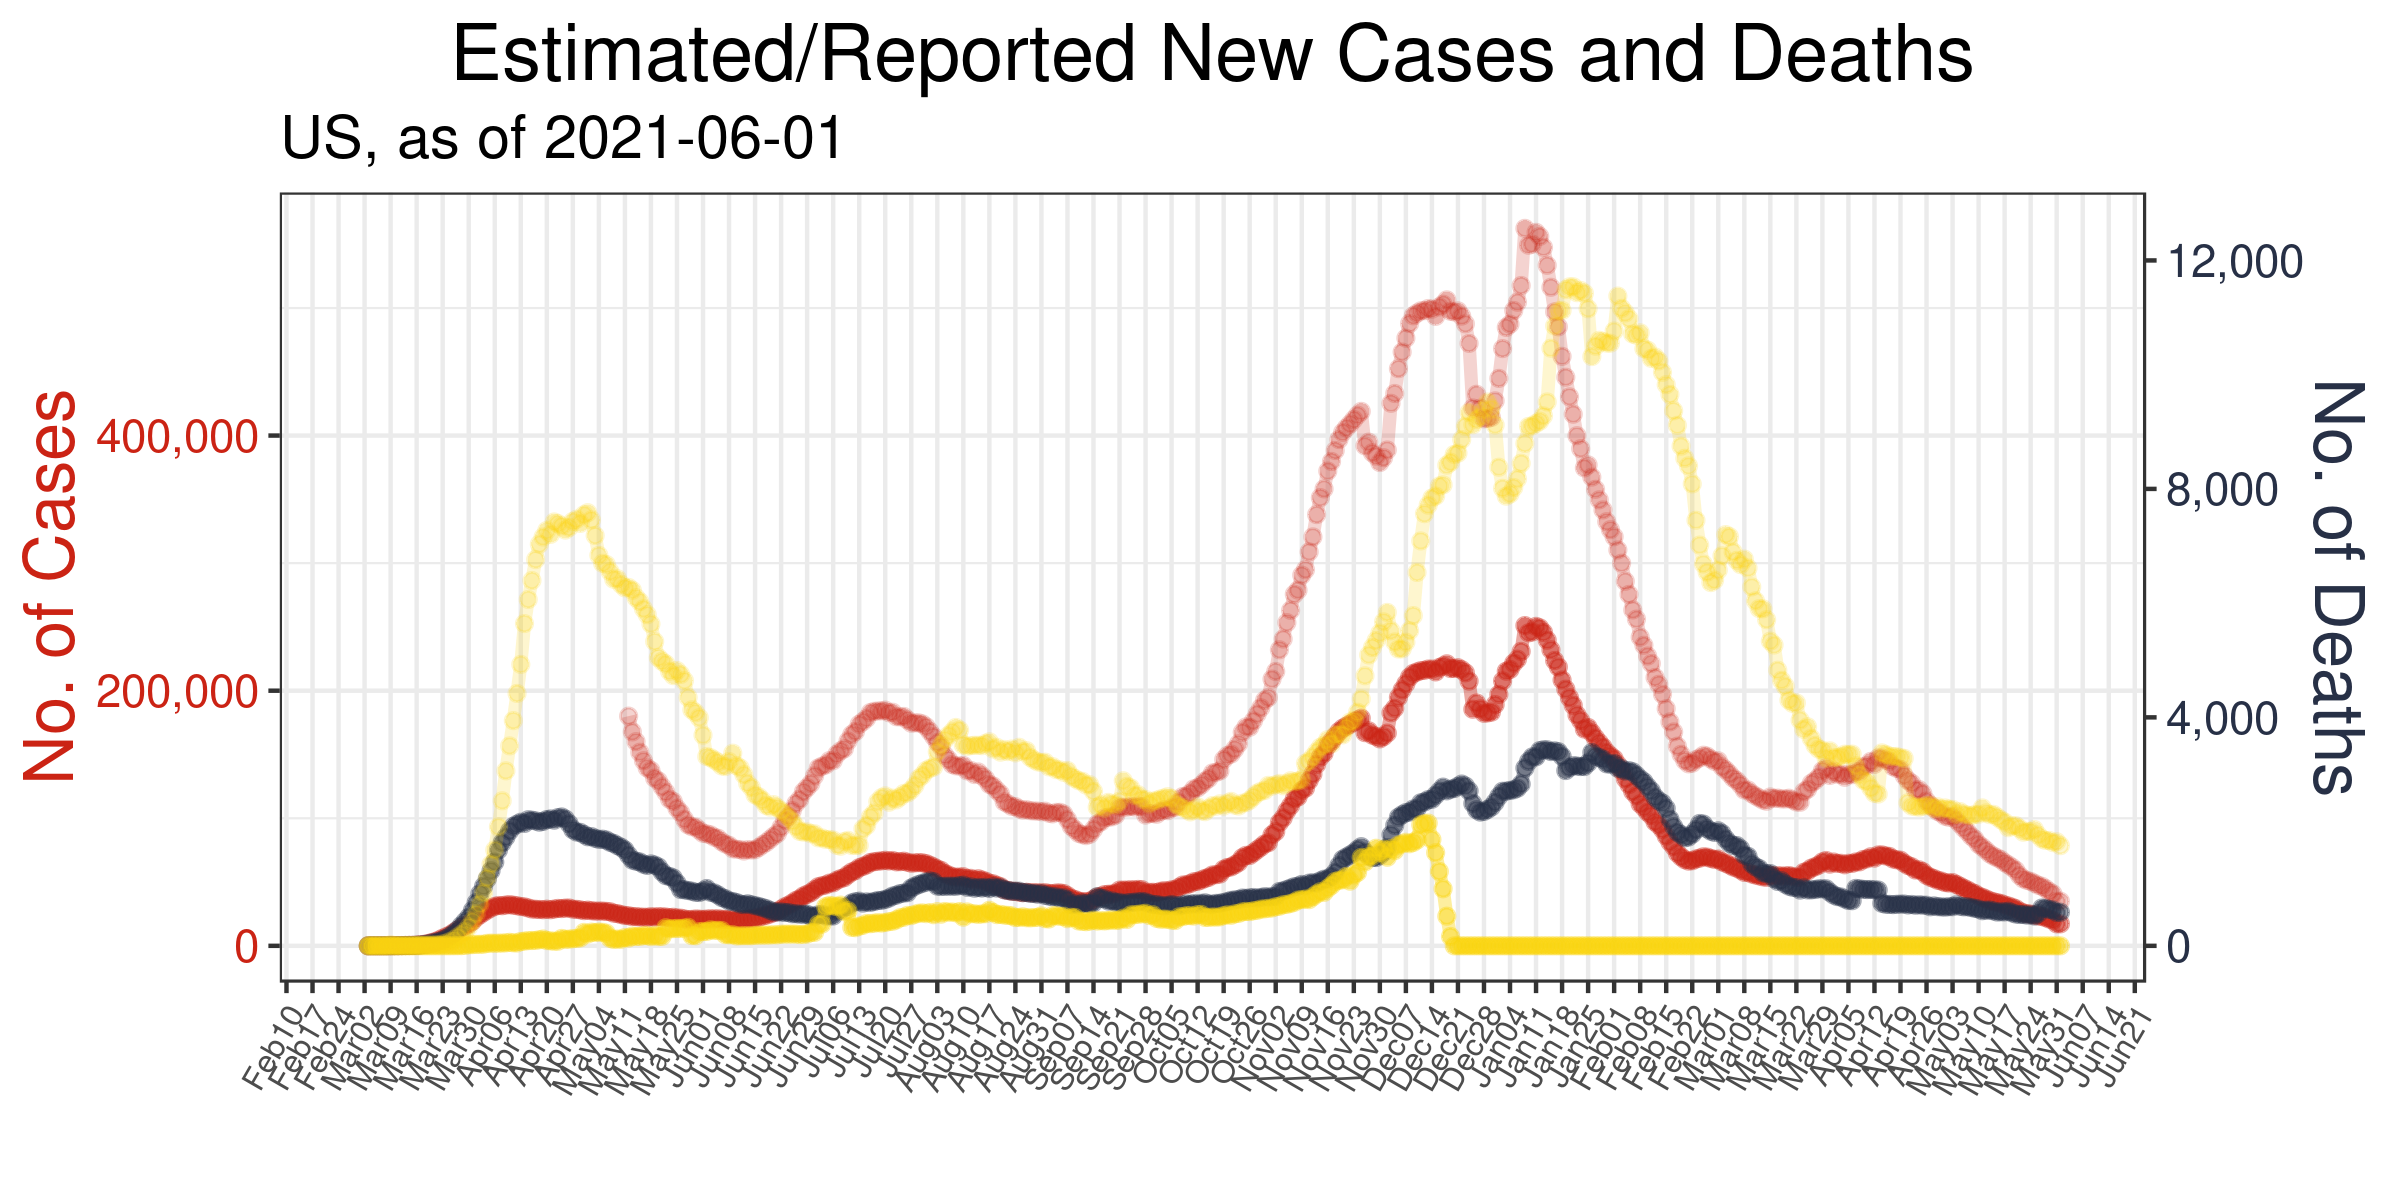 Estimated/Reported New Cases and Deaths
US, as of 2021-06-01
No. of Cases
400,000
200,000
0
12,000
8,000
4,000
0
No. of Deaths
Feb10
Feb17
Feb24
Mar02
Mar09
Mar16
Mar23
Mar30
Apr06
Apr13
Apr20
Apr27
May04
May11
May18
May25
Jun01
Jun08
Jun15
Jun22
Jun29
Jul06
Jul13
Jul20
Jul27
Aug03
Aug10
Aug17
Aug24
Aug31
Sep07
Sep14
Sep21
Sep28
Oct05
Oct12
Oct19
Oct26
Nov02
Nov09
Nov16
Nov23
Nov30
Dec07
Dec14
Dec21
Dec28
Jan04
Jan11
Jan18
Jan25
Feb01
Feb08
Feb15
Feb22
Mar01
Mar08
Mar15
Mar22
Mar29
Apr05
Apr12
Apr19
Apr26
May03
May10
May17
May24
May31
Jun07
Jun14
Jun21